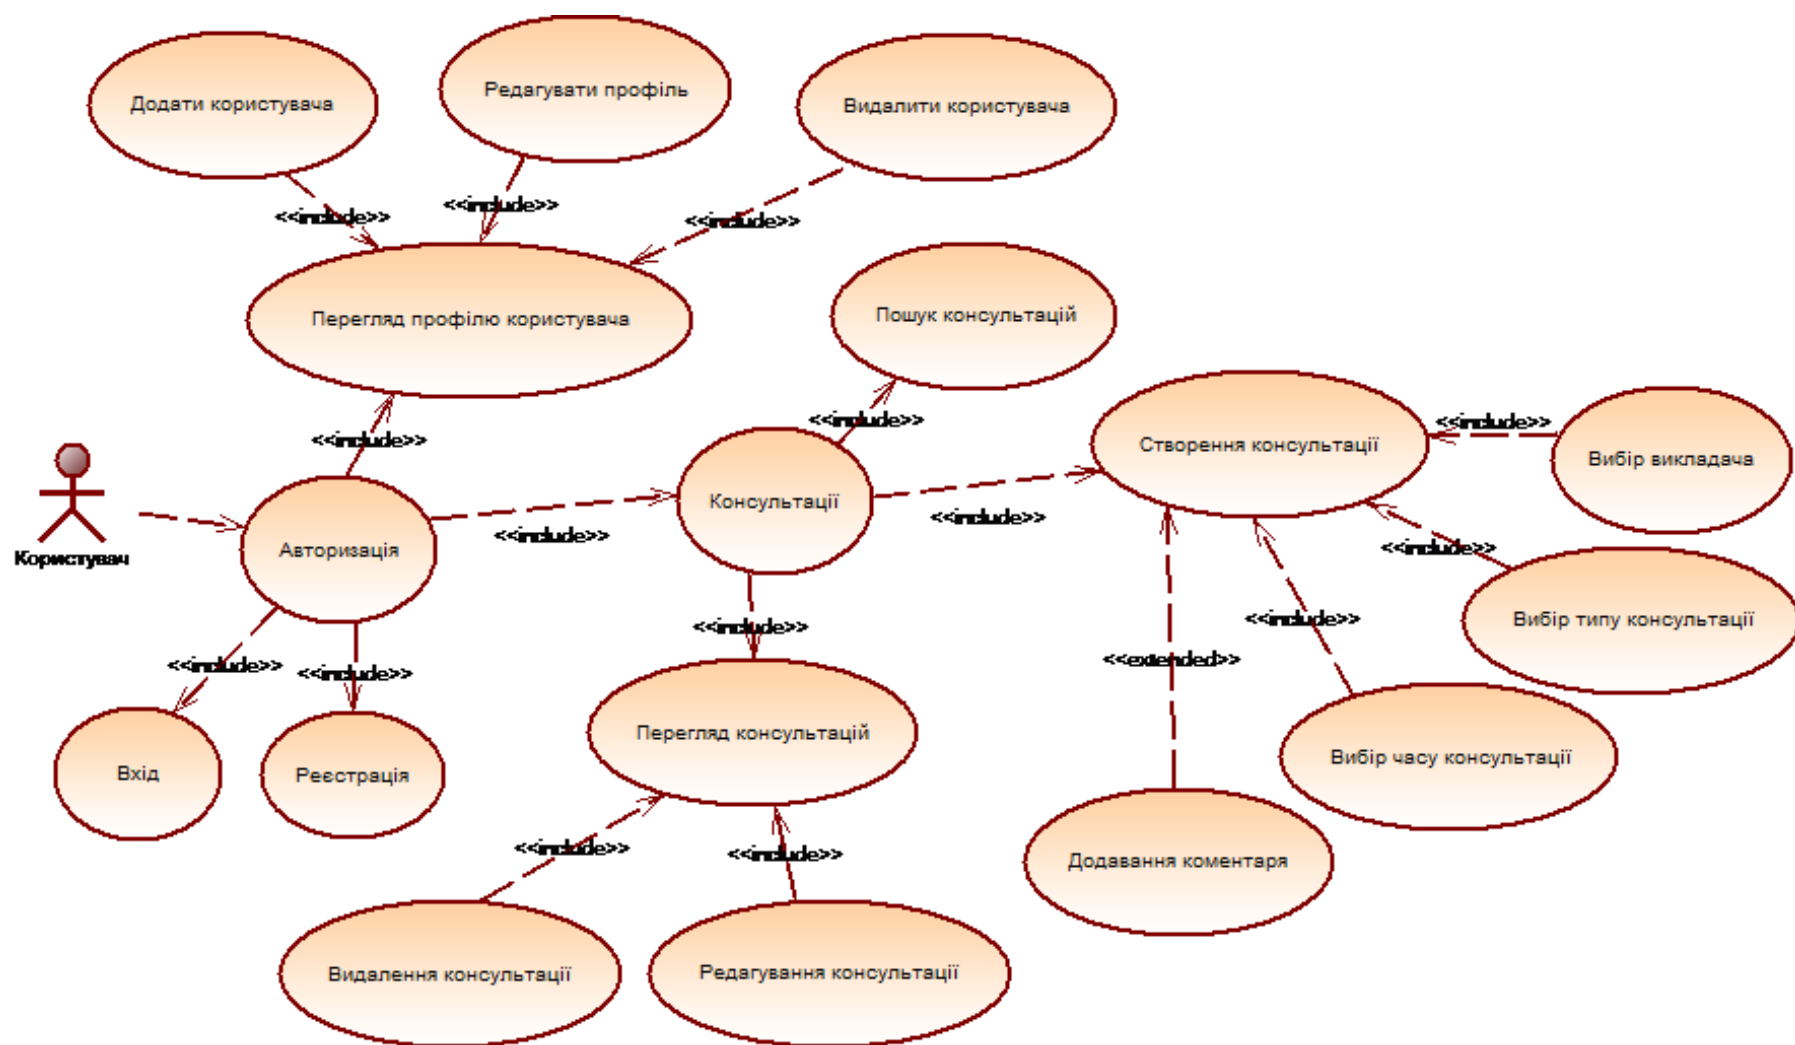 Додати користувача
Редагувати профіль
Видалити користувача
<<include>>
<<include>>
<<include>>
Перегляд профілю користувача
Пошук консультацій
<<include>>
<<include>>
<<include>>
Створення консультації
Вибір викладача
Консультації
Користувач
Авторизація
<<include>>
<<include>>
<<include>>
Вибір типу консультації
<<include>>
<<include>>
<<include>>
<<include>>
<<extended>>
Перегляд консультацій
Вибір часу консультації
Вхід
Реєстрація
<<include>>
<<include>>
Додавання коментаря
Видалення консультації
Редагування консультації